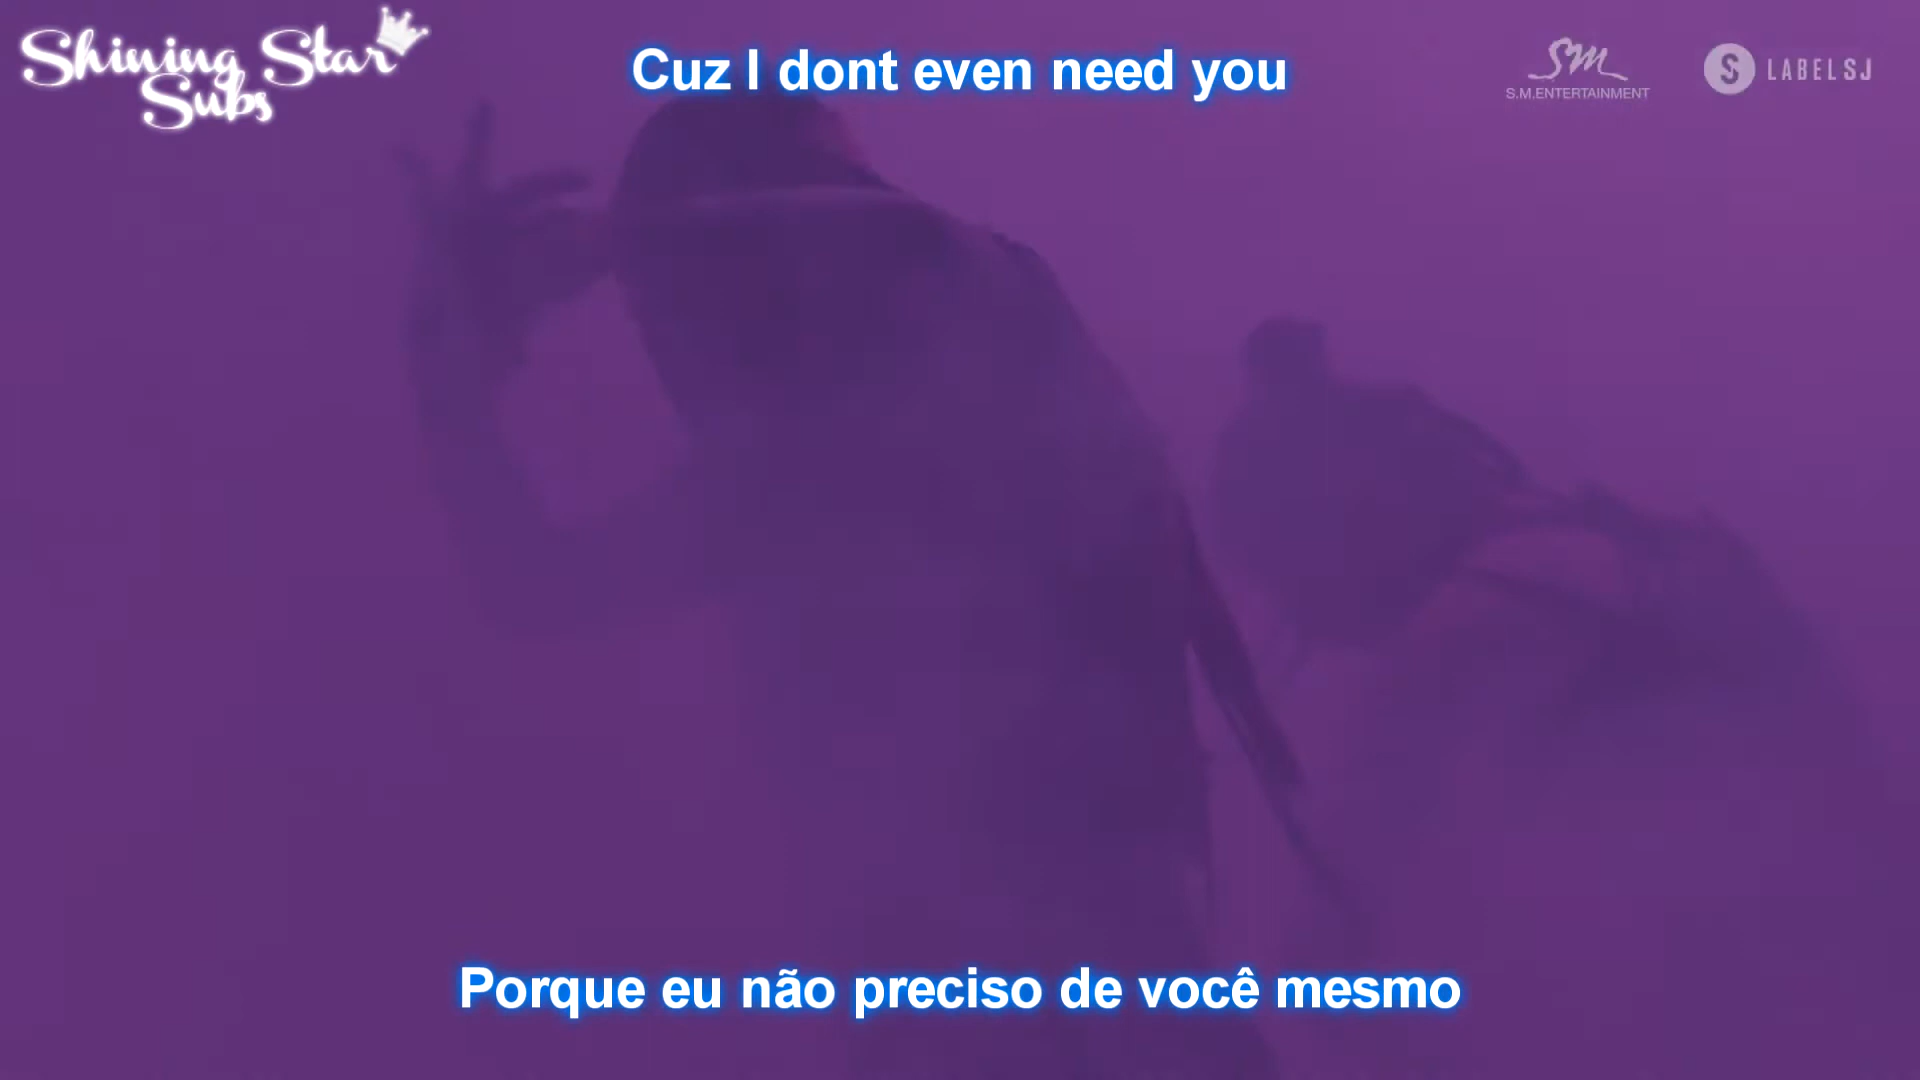 Shining Star
Subs
Cuz I dont even need you
SM
S.M.ENTERTAINMENT
S LABEL SJ
Porque eu não preciso de você mesmo